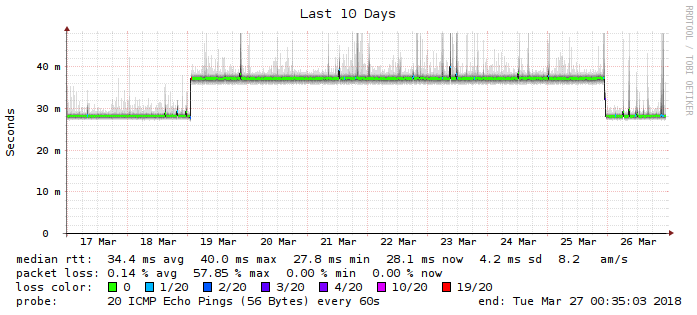 Last 10 Days
RRDTOOL / TOBI OETIKER
Seconds
40 m
30 m
20 m
10 m
0
17 Mar 18 Mar 19 Mar 20 Mar 21 Mar 22 Mar 23 Mar 24 Mar 25 Mar 26 Mar
median rtt: 34.4 ms avg 40.0 ms max 27.8 ms min 28.1 ms now 4.2 ms sd 8.2 am/s
packet loss: 0.14 % avg 57.85 % max 0.00 % min 0.00 % now
loss color: 0 1/20 2/20 3/20 4/20 10/20 19/20
probe: 20 ICMP Echo Pings (56 Bytes) every 60s end: Tue Mar 27 00:35:03 2018